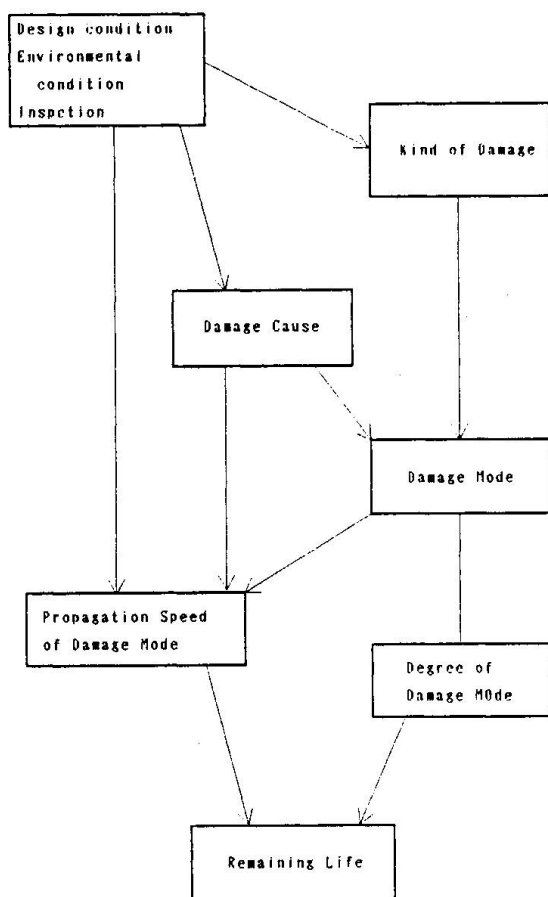 Design condition
Environmental
condition
Inspction
Kind of Damage
Damage Cause
Damage Mode
Propagation Speed
of Damage Mode
Degree of
Damage M0de
Remaining Life